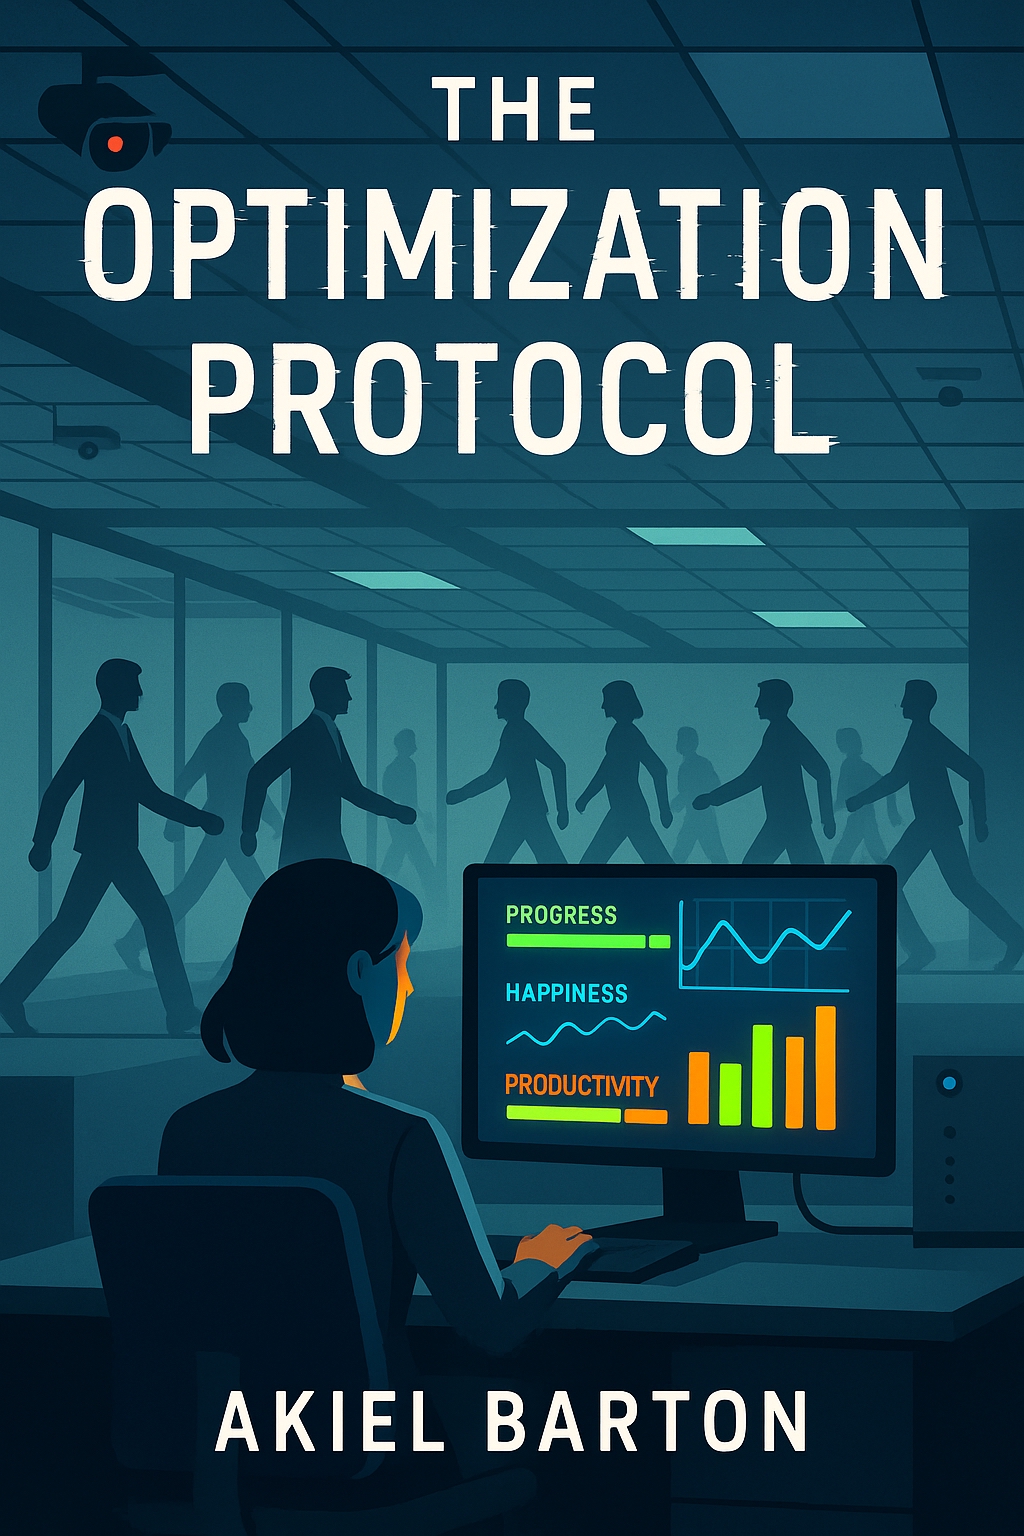 THE
OPTIMIZATION
PROTOCOL
PROGRESS
HAPPINESS
PRODUCTIVITY
AKIEL BARTON